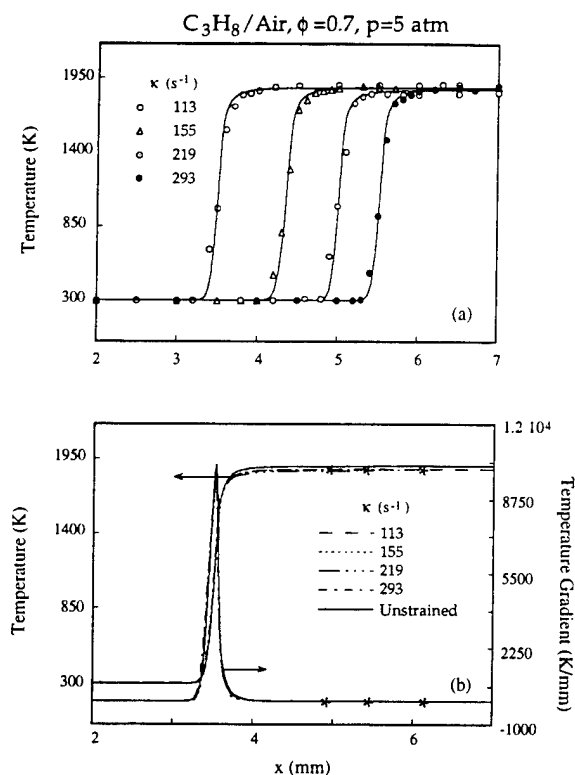 C₃H₈/Air, ϕ=0.7, p=5 atm
1950
1400
850
300
Temperature (K)
κ (s⁻¹)
113
155
219
293
(a)
2 3 4 5 6 7
1950
1400
850
300
Temperature (K)
κ (s⁻¹)
113
155
219
293
Unstrained
(b)
1.2 10⁴
8750
5500
2250
-1000
Temperature Gradient (K/mm)
2 4 6
x (mm)